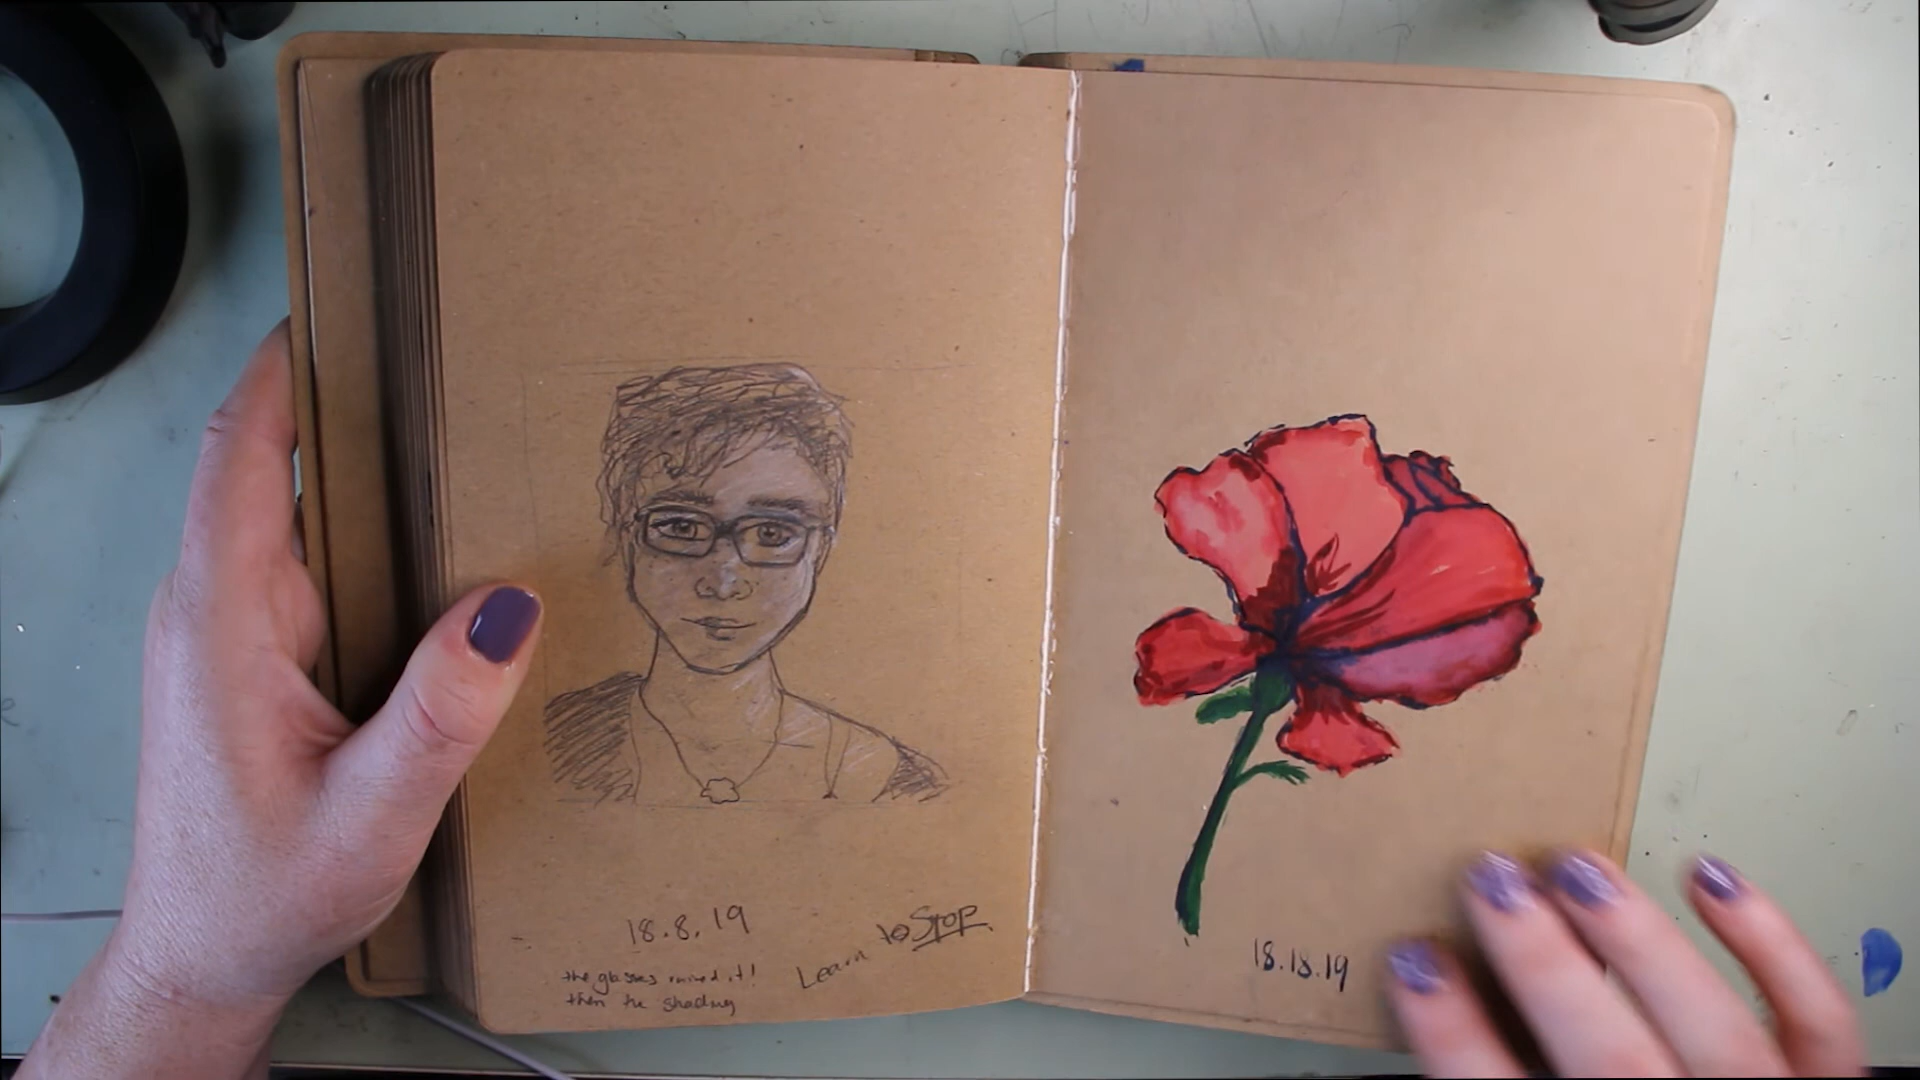 18.8.19
the glasses ruined it!
then the shading
Learn to STOP.
18.18.19